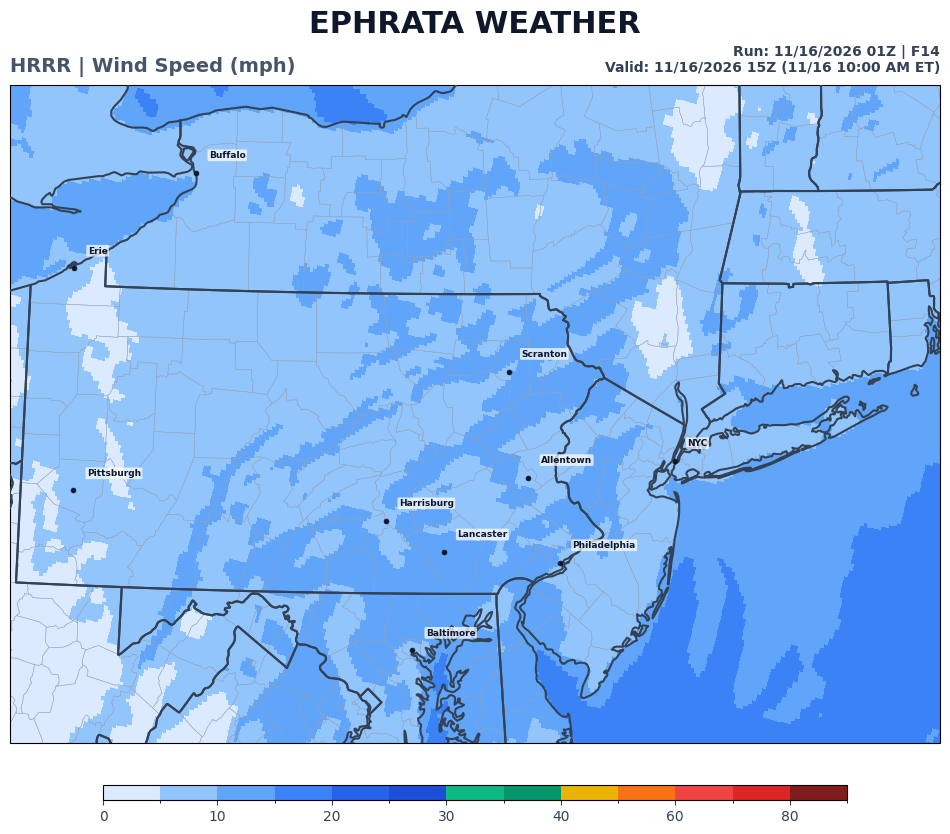 EPHRATA WEATHER
Run: 11/16/2026 01Z | F14
HRRR | Wind Speed (mph)
Valid: 11/16/2026 15Z (11/16 10:00 AM ET)
Buffalo
Erie
Scranton
NYC
Allentown
Pittsburgh
Harrisburg
Lancaster
Philadelphia
Baltimore
0 10 20 30 40 60 80